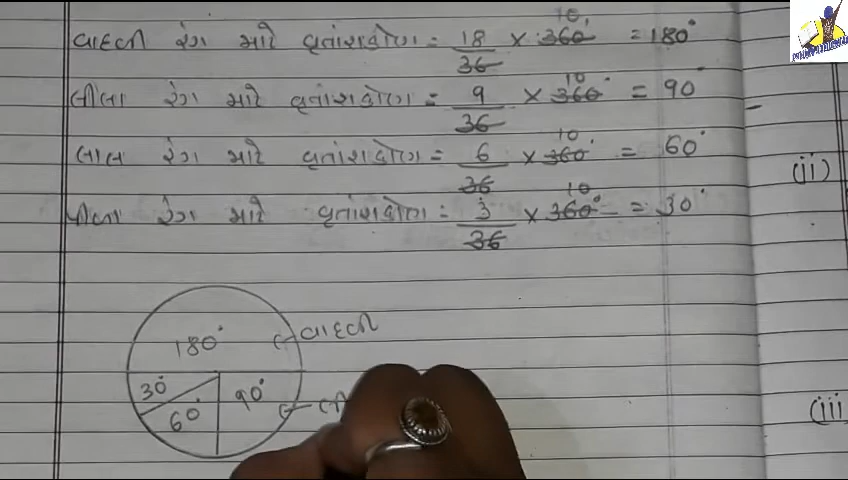 વાદળી રંગ માટે વૃતાંશકોણ = 18/36 × 360° 10 = 180°
લીલા રંગ માટે વૃતાંશકોણ = 9/36 × 360° 10 = 90°
લાલ રંગ માટે વૃતાંશકોણ = 6/36 × 360° 10 = 60°
પીળા રંગ માટે વૃતાંશકોણ = 3/36 × 360° 10 = 30°
(ii)
180° વાદળી
30° 60° 90° લી
(iii